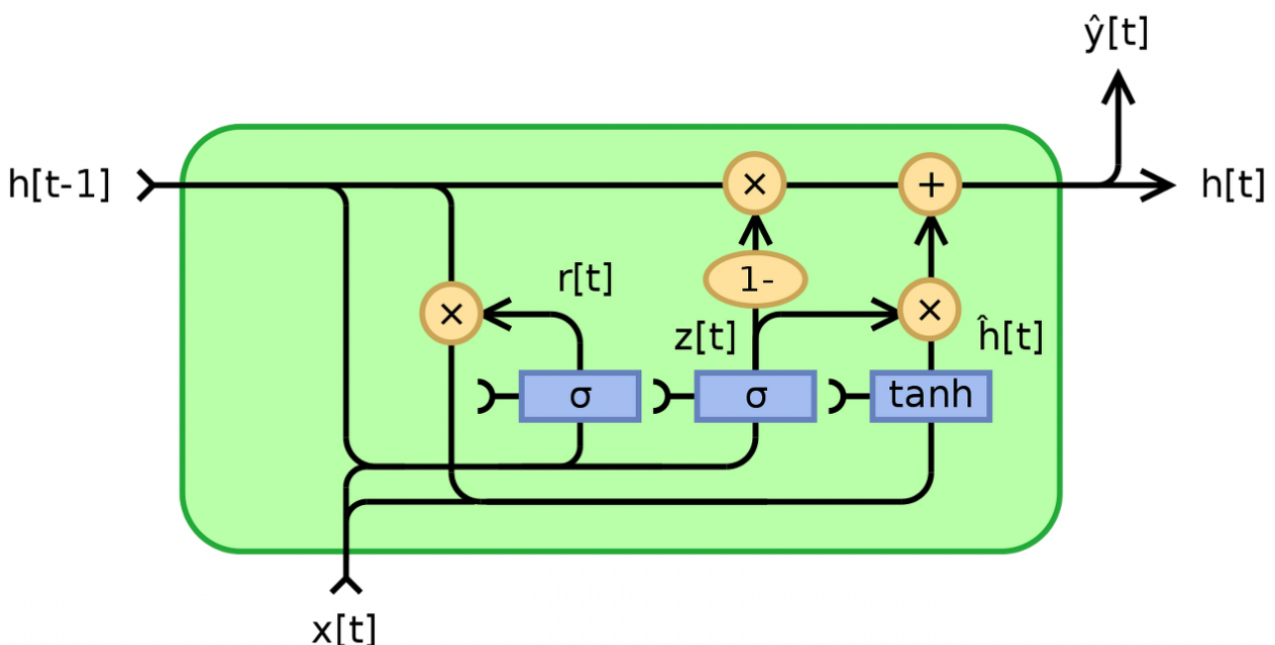 ŷ[t]
h[t-1]
×
+
h[t]
r[t]
1-
×
z[t]
×
ĥ[t]
σ
σ
tanh
x[t]